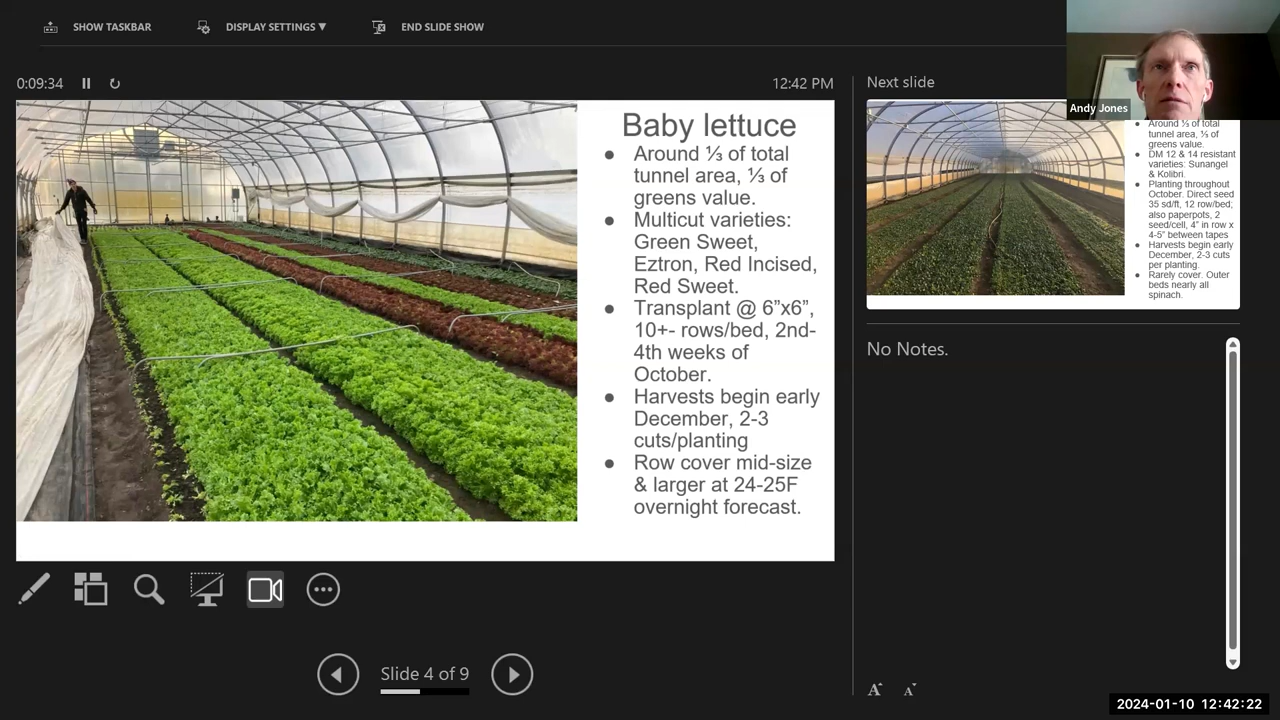 SHOW TASKBAR
DISPLAY SETTINGS ▼
END SLIDE SHOW
0:09:34
12:42 PM
Baby lettuce
● Around ⅓ of total
tunnel area, ⅓ of
greens value.
● Multicut varieties:
Green Sweet,
Eztron, Red Incised,
Red Sweet.
● Transplant @ 6”x6”,
10+- rows/bed, 2nd-
4th weeks of
October.
● Harvests begin early
December, 2-3
cuts/planting
● Row cover mid-size
& larger at 24-25F
overnight forecast.
Slide 4 of 9
Next slide
Andy Jones
● Around ⅓ of total
tunnel area, ⅓ of
greens value.
● DM 12 & 14 resistant
varieties: Sunangel
& Kolibri.
● Planting throughout
October. Direct seed
35 sd/ft, 12 row/bed;
also paperpots, 2
seed/cell, 4” in row x
4-5” between tapes
● Harvests begin early
December, 2-3 cuts
per planting.
● Rarely cover. Outer
beds nearly all
spinach.
No Notes.
A A
2024-01-10 12:42:22